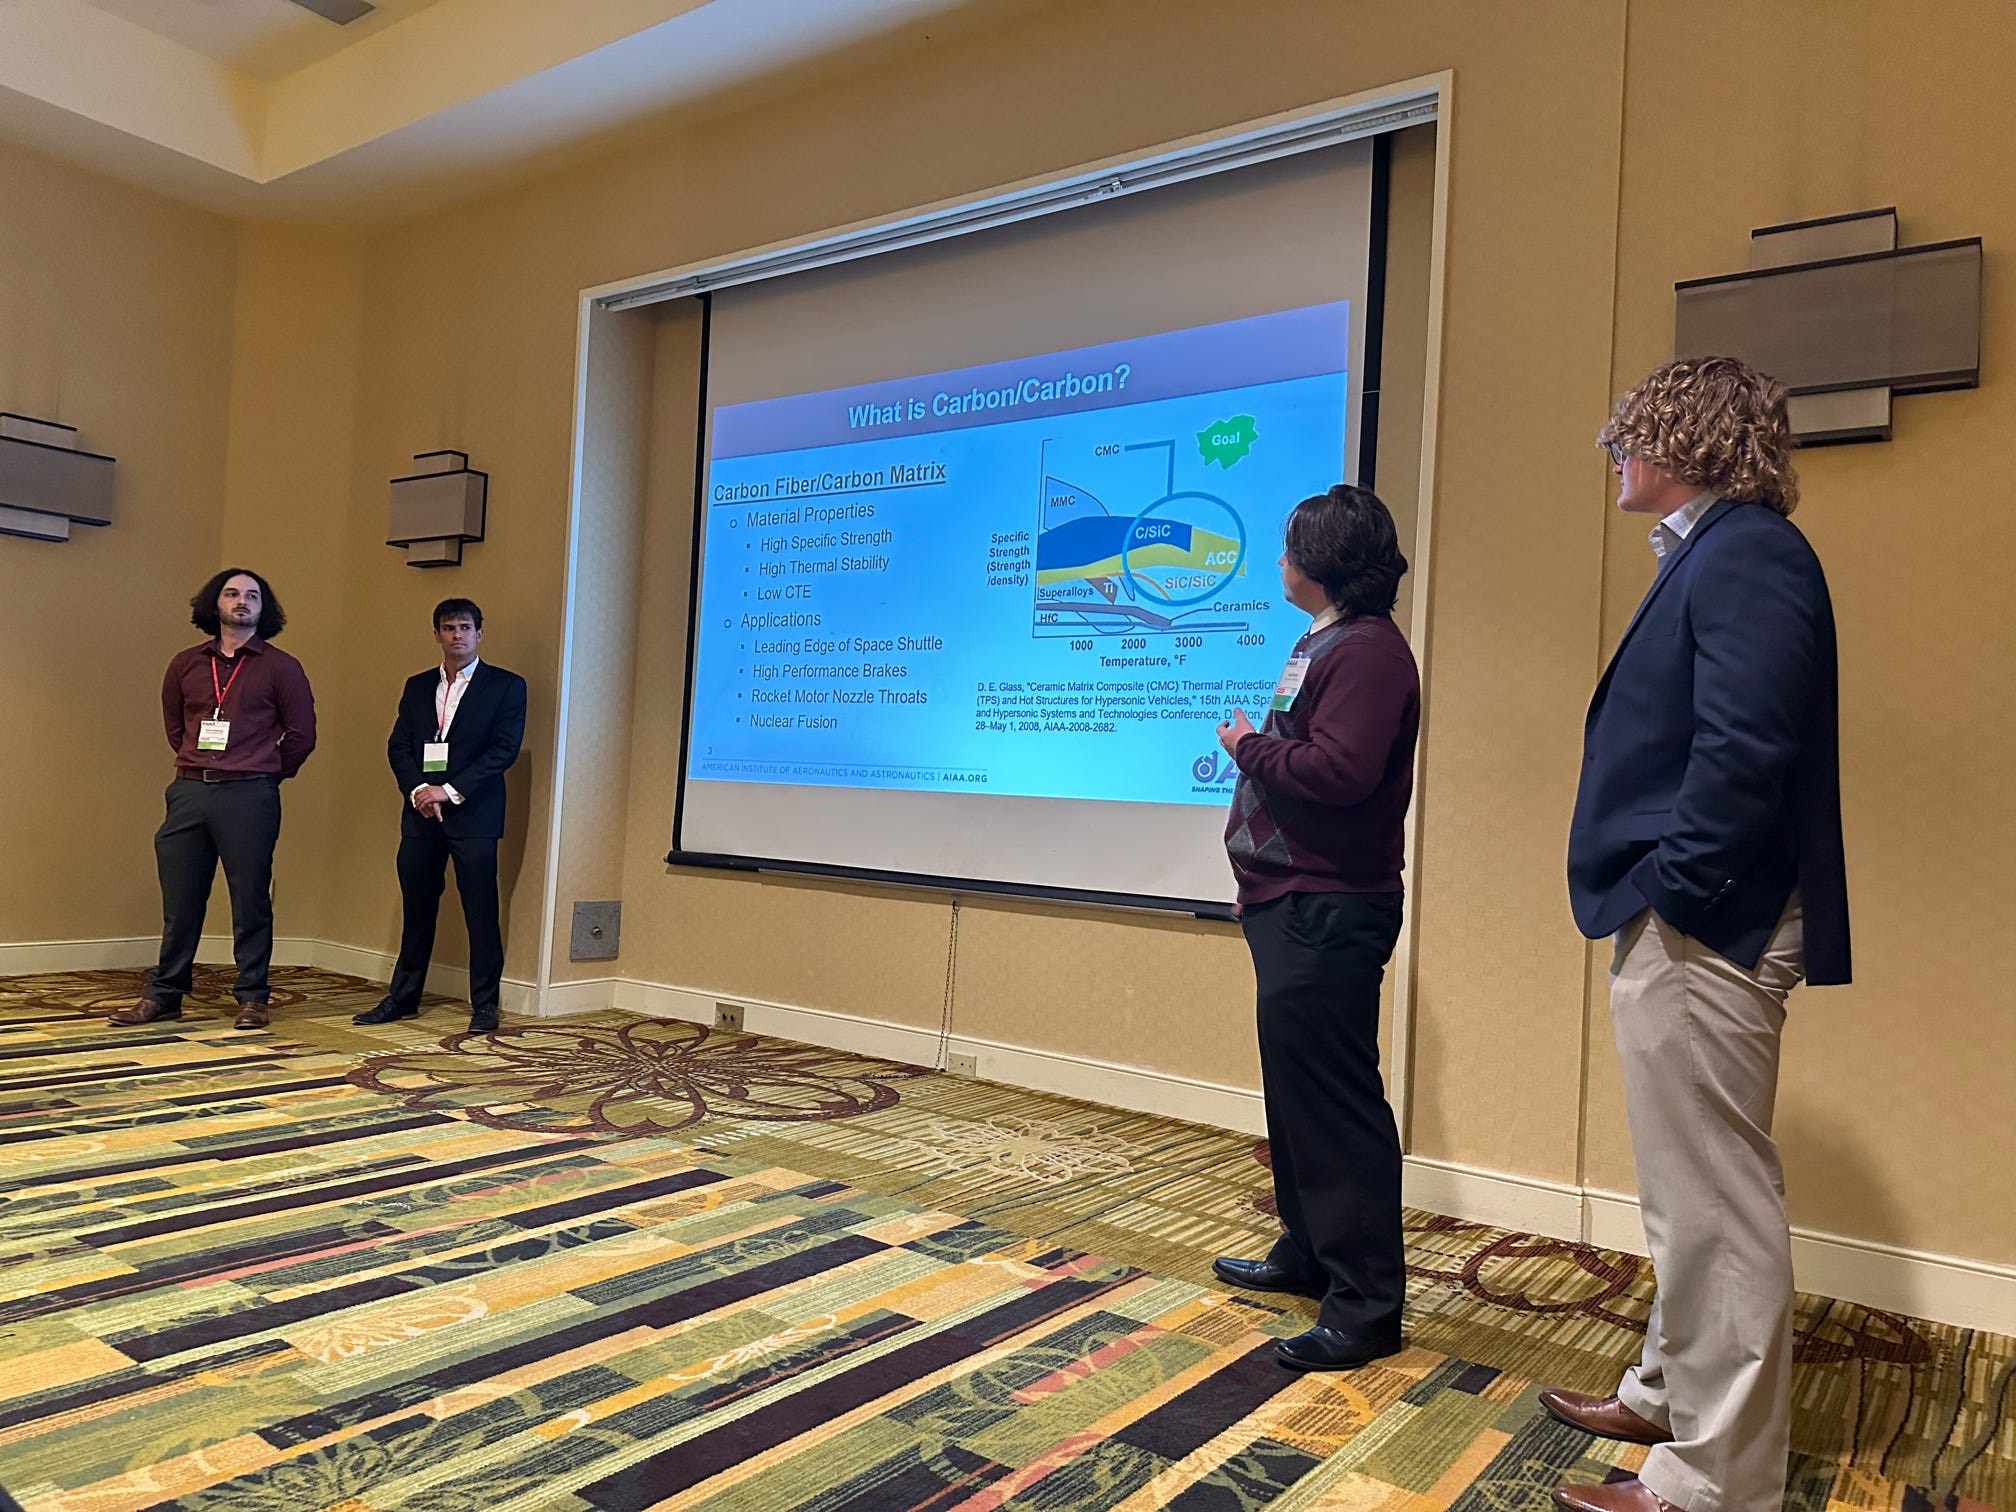 What is Carbon/Carbon?
Carbon Fiber/Carbon Matrix
Material Properties
High Specific Strength
High Thermal Stability
Low CTE
Applications
Leading Edge of Space Shuttle
High Performance Brakes
Rocket Motor Nozzle Throats
Nuclear Fusion
CMC
Goal
MMC
Specific
Strength
(Strength
/density)
C/SiC
ACC
SiC/SiC
Ti
Superalloys
Ceramics
HfC
1000 2000 3000 4000
Temperature, °F
D. E. Glass, "Ceramic Matrix Composite (CMC) Thermal Protection
(TPS) and Hot Structures for Hypersonic Vehicles," 15th AIAA
and Hypersonic Systems and Technologies Conference,
28–May 1, 2008, AIAA-2008-2682.
3
AMERICAN INSTITUTE OF AERONAUTICS AND ASTRONAUTICS | AIAA.ORG
SHAPING